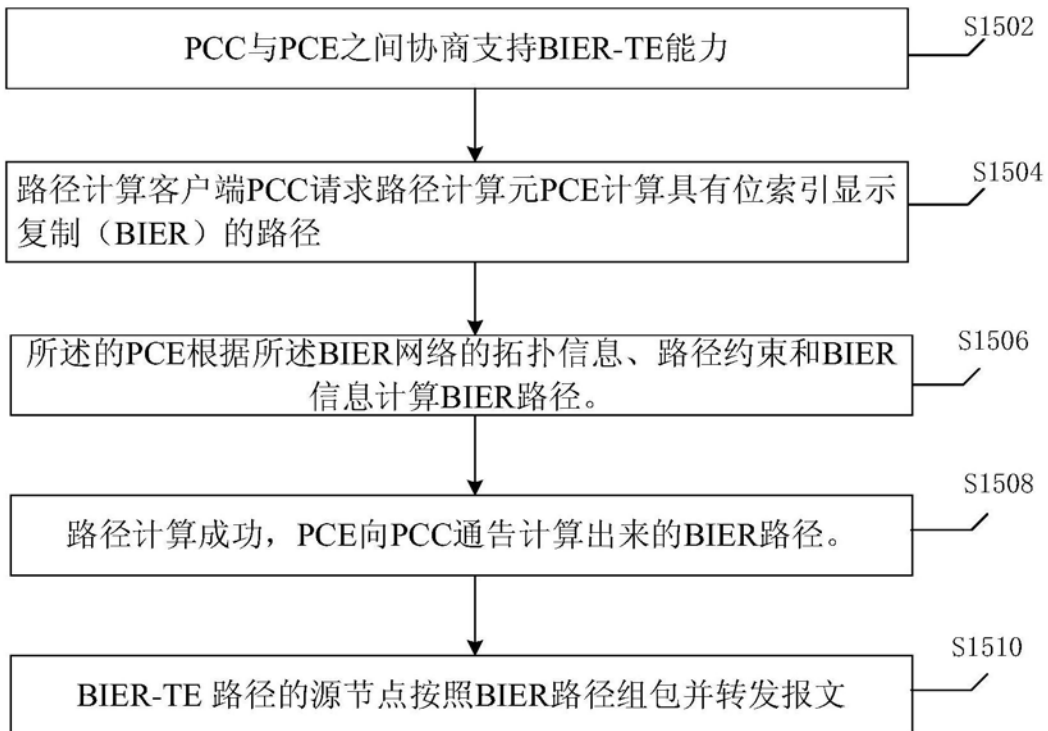 PCC与PCE之间协商支持BIER-TE能力
S1502
路径计算客户端PCC请求路径计算元PCE计算具有位索引显示
复制（BIER）的路径
S1504
所述的PCE根据所述BIER网络的拓扑信息、路径约束和BIER
信息计算BIER路径。
S1506
路径计算成功，PCE向PCC通告计算出来的BIER路径。
S1508
BIER-TE 路径的源节点按照BIER路径组包并转发报文
S1510